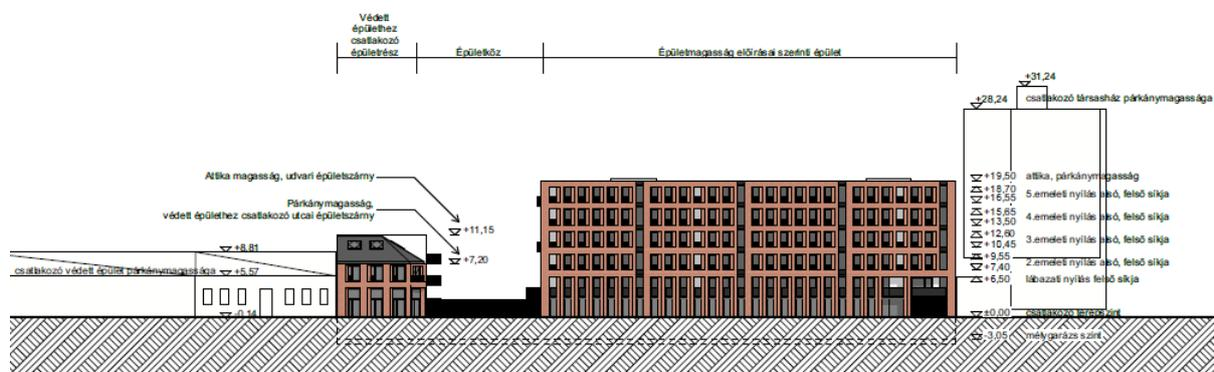 Védett
épülethez
csatlakozó
épületrész
Épületköz
Épületmagasság előírásai szerinti épület
+31,24
+28,24
csatlakozó társasház párkánymagassága
Attika magasság, udvari épületszárny
Párkánymagasság,
védett épülethez csatlakozó utcai épületszárny
+11,15
+7,20
+8,81
csatlakozó védett épület párkánymagassága
+5,57
-0,14
+19,50 attika, párkánymagasság
+18,70
+16,55
5.emeleti nyílás alsó, felső síkja
+15,65
+13,50
4.emeleti nyílás alsó, felső síkja
+12,60
+10,45
3.emeleti nyílás alsó, felső síkja
+9,55
+7,40
2.emeleti nyílás alsó, felső síkja
+6,50 lábazati nyílás felső síkja
±0,00 csatlakozó terepszint
-3,05 mélygarázs szint